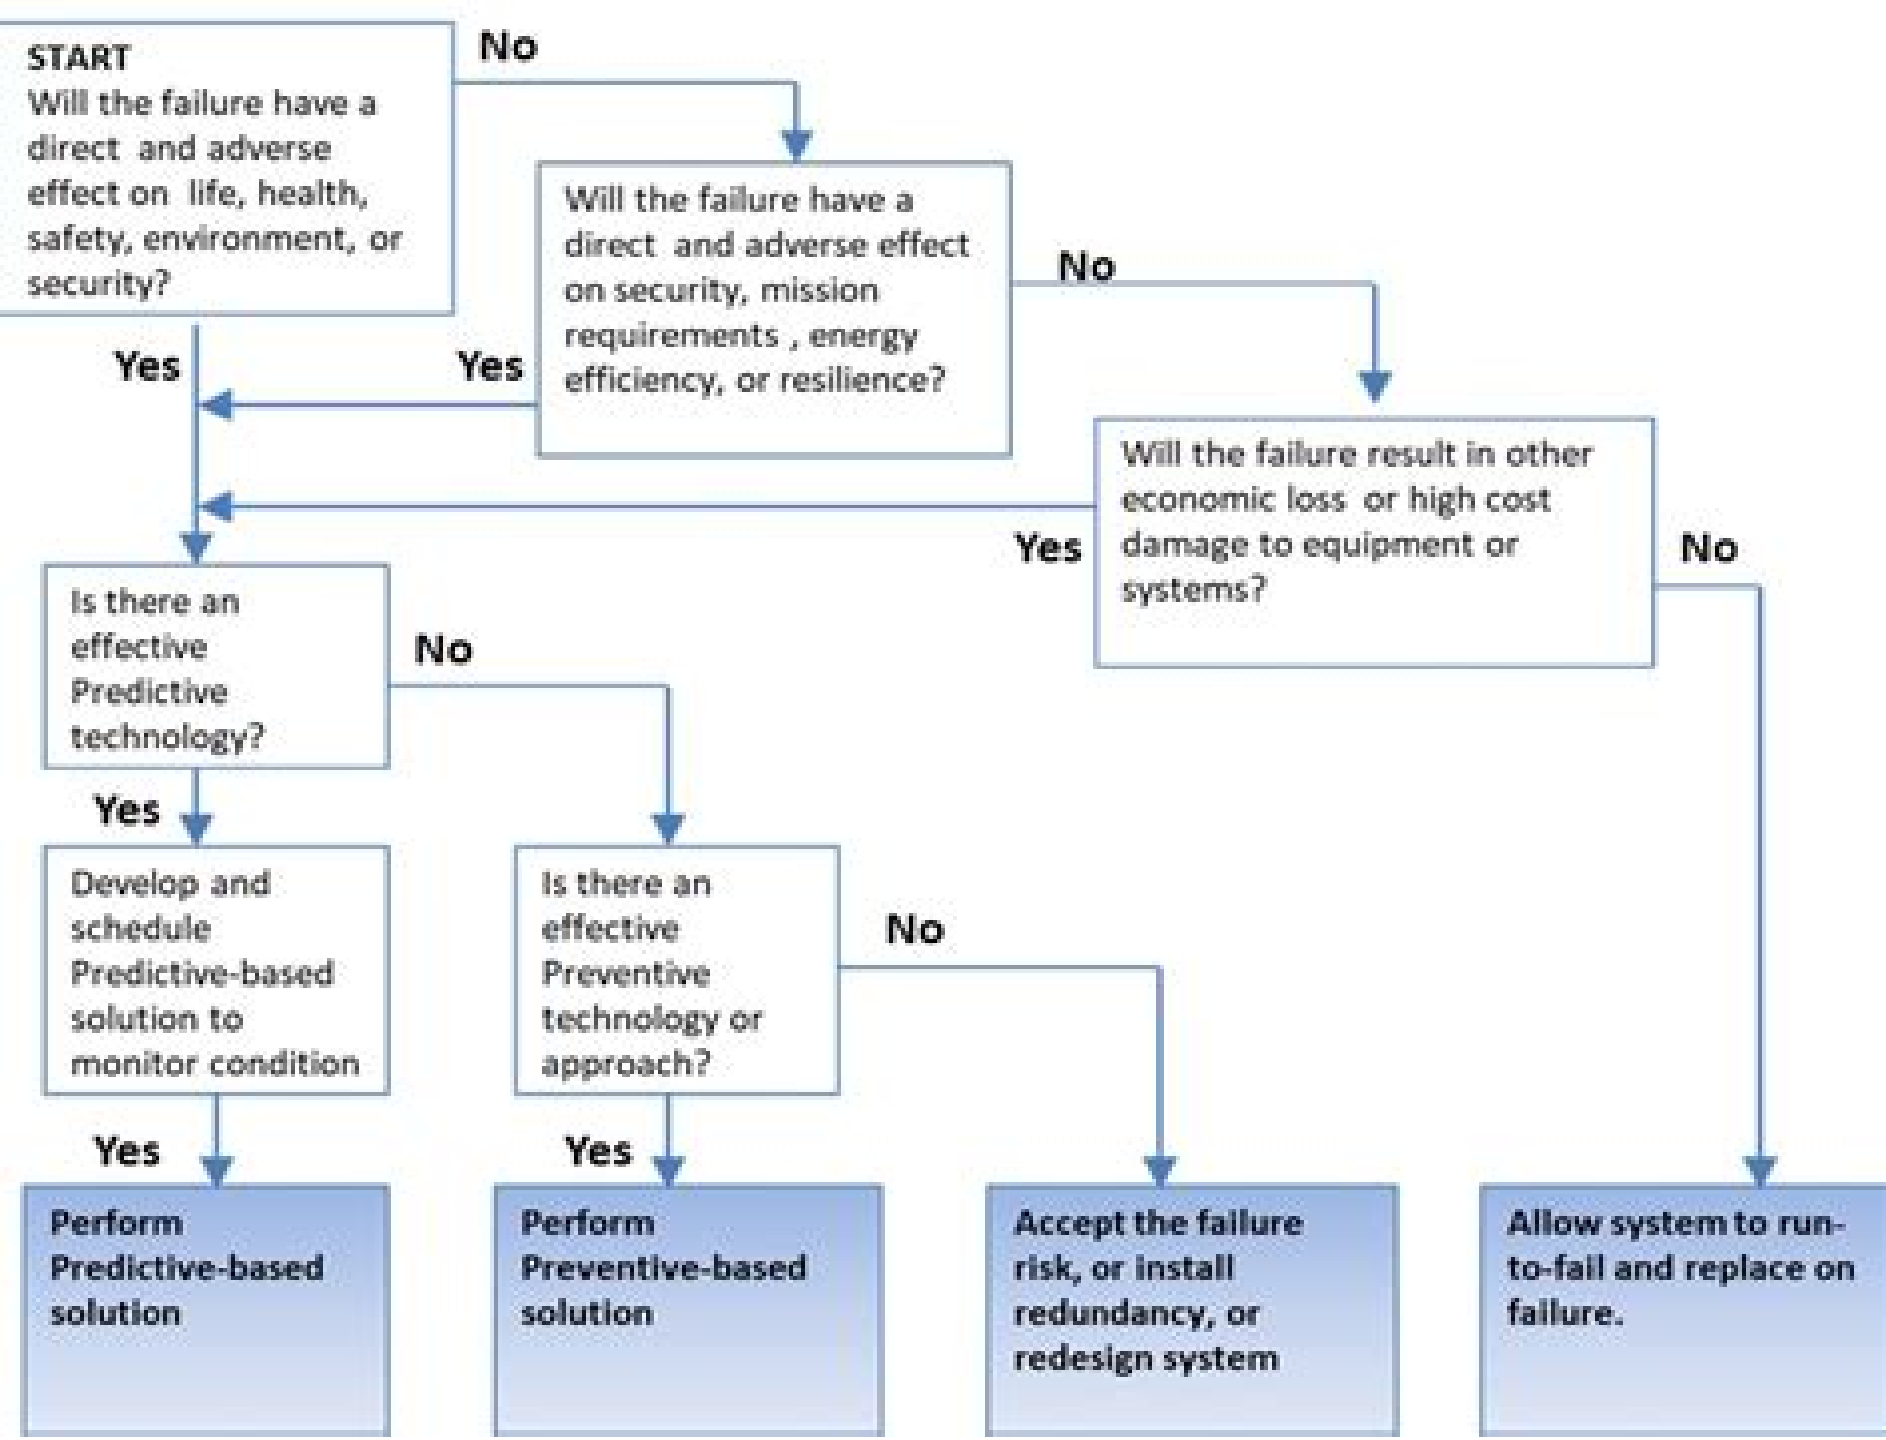 START
Will the failure have a
direct and adverse
effect on life, health,
safety, environment, or
security?
No
Will the failure have a
direct and adverse effect
on security, mission
requirements , energy
efficiency, or resilience?
No
Yes
Yes
Will the failure result in other
economic loss or high cost
damage to equipment or
systems?
Yes
No
Is there an
effective
Predictive
technology?
No
Yes
Develop and
schedule
Predictive-based
solution to
monitor condition
Is there an
effective
Preventive
technology or
approach?
No
Yes
Yes
Perform
Predictive-based
solution
Perform
Preventive-based
solution
Accept the failure
risk, or install
redundancy, or
redesign system
Allow system to run-
to-fail and replace on
failure.